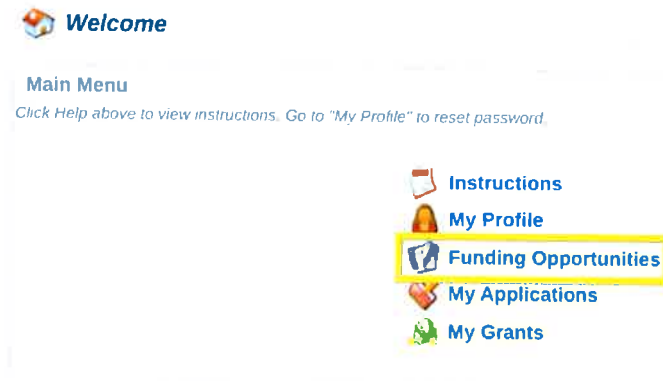 Welcome
Main Menu
Click Help above to view instructions. Go to "My Profile" to reset password.
Instructions
My Profile
Funding Opportunities
My Applications
My Grants